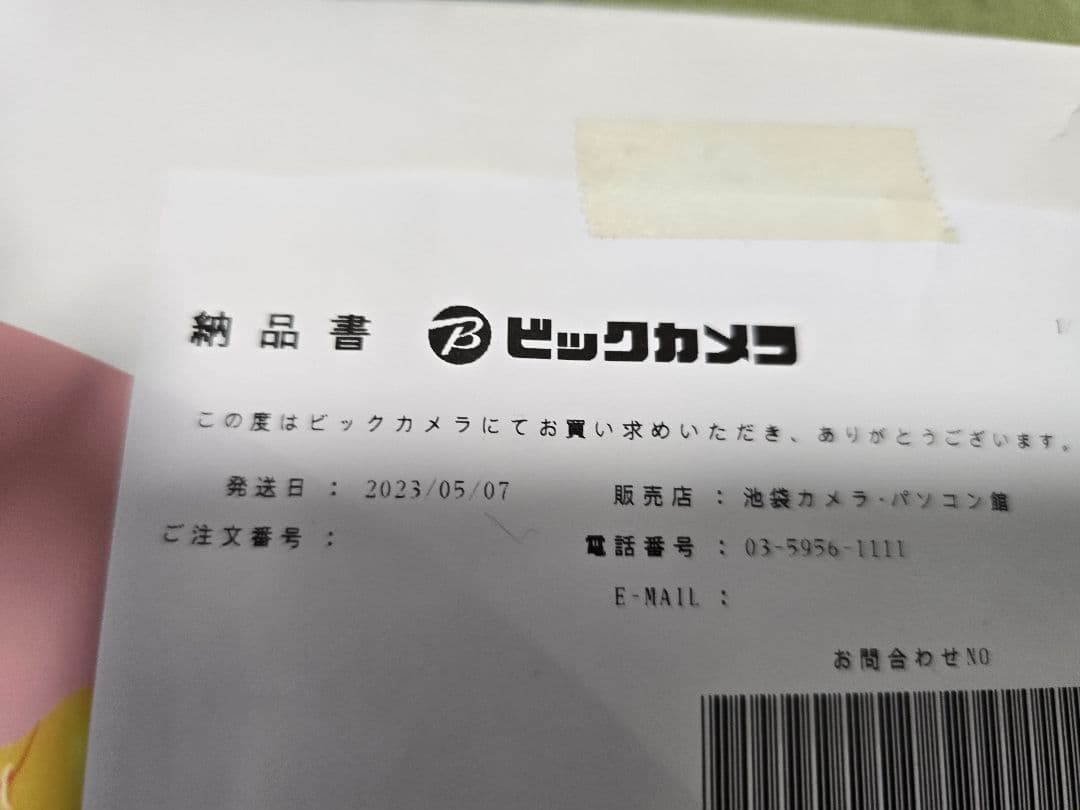 納品書 ビックカメラ
この度はビックカメラにてお買い求めいただき、ありがとうございます。
発送日 : 2023/05/07 販売店 : 池袋カメラ・パソコン館
ご注文番号 : 電話番号 : 03-5956-1111
E-MAIL :
お問合わせNO